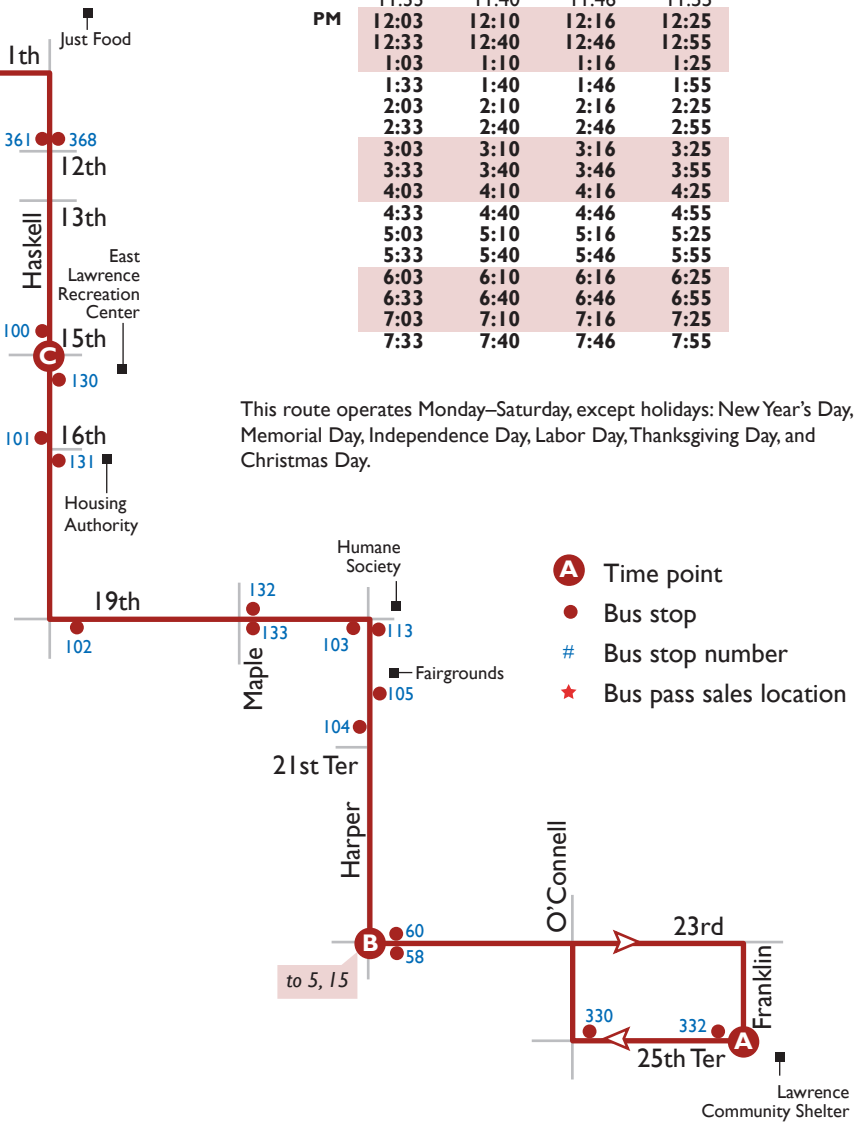 PM 12:03 12:10 12:16 12:25
12:33 12:40 12:46 12:55
1:03 1:10 1:16 1:25
1:33 1:40 1:46 1:55
2:03 2:10 2:16 2:25
2:33 2:40 2:46 2:55
3:03 3:10 3:16 3:25
3:33 3:40 3:46 3:55
4:03 4:10 4:16 4:25
4:33 4:40 4:46 4:55
5:03 5:10 5:16 5:25
5:33 5:40 5:46 5:55
6:03 6:10 6:16 6:25
6:33 6:40 6:46 6:55
7:03 7:10 7:16 7:25
7:33 7:40 7:46 7:55
This route operates Monday–Saturday, except holidays: New Year's Day,
Memorial Day, Independence Day, Labor Day, Thanksgiving Day, and
Christmas Day.
Just Food
1th
361
368
12th
13th
Haskell
East
Lawrence
Recreation
Center
100
15th
C
130
101
16th
131
Housing
Authority
19th
102
132
133
Maple
Humane
Society
103
113
Fairgrounds
105
104
21st Ter
Harper
B
60
58
to 5, 15
O'Connell
23rd
Franklin
330
332
A
25th Ter
Lawrence
Community Shelter
A Time point
Bus stop
# Bus stop number
Bus pass sales location